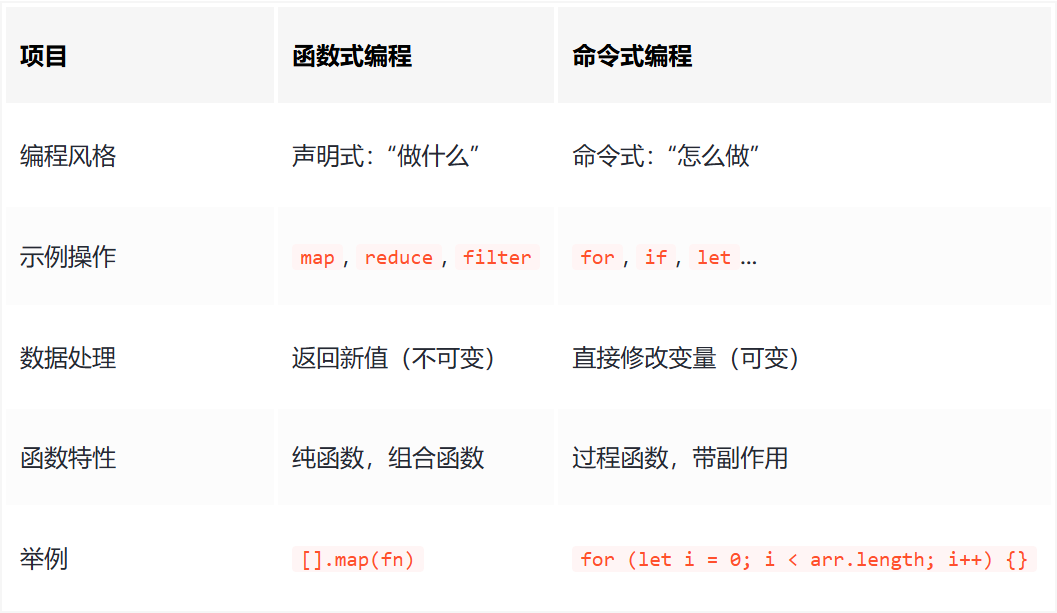 项目 函数式编程 命令式编程
编程风格 声明式：“做什么” 命令式：“怎么做”
示例操作 map, reduce, filter for, if, let ...
数据处理 返回新值（不可变） 直接修改变量（可变）
函数特性 纯函数，组合函数 过程函数，带副作用
举例 [].map(fn) for (let i = 0; i < arr.length; i++) {}